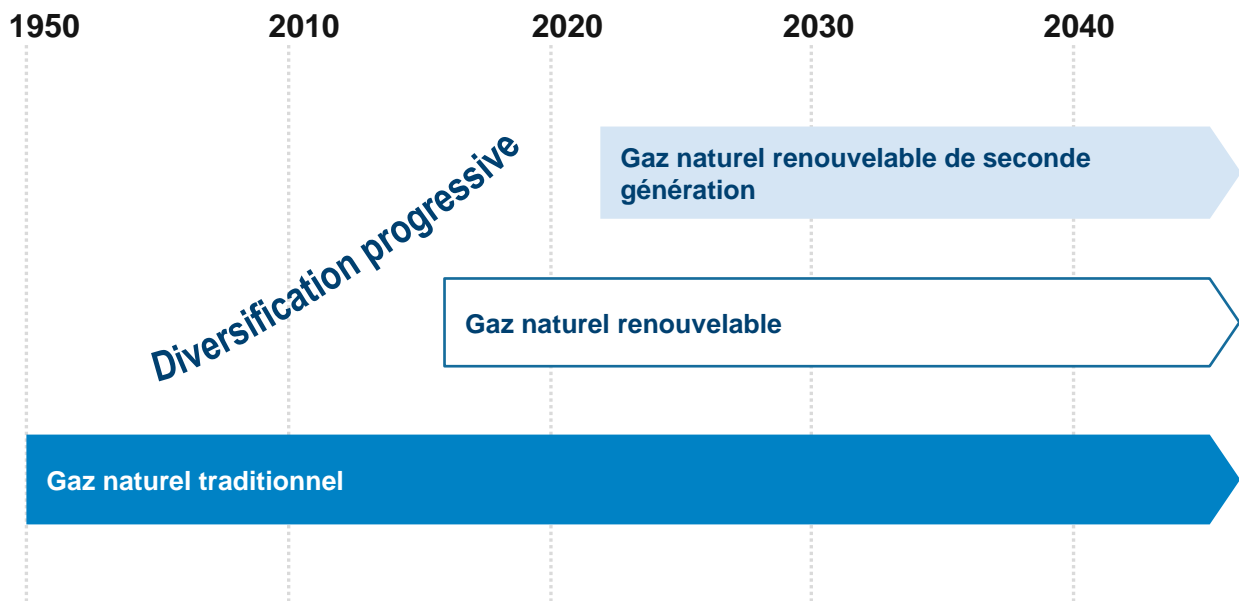 1950 2010 2020 2030 2040
Gaz naturel renouvelable de seconde
génération
Diversification progressive
Gaz naturel renouvelable
Gaz naturel traditionnel